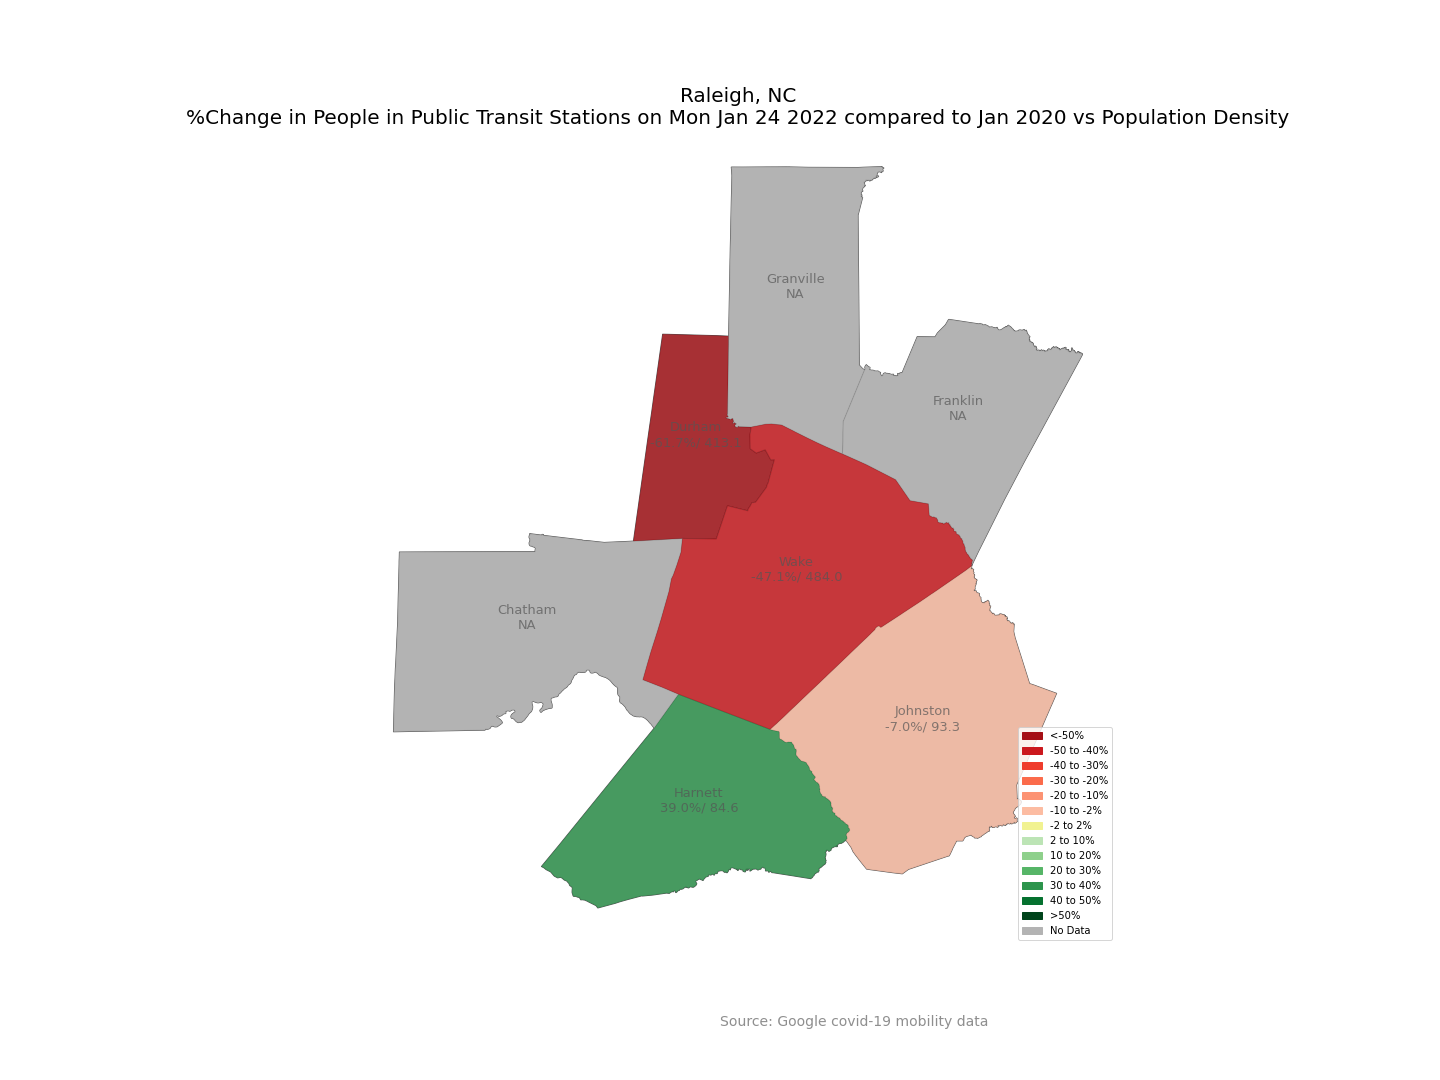 Raleigh, NC
%Change in People in Public Transit Stations on Mon Jan 24 2022 compared to Jan 2020 vs Population Density
Granville
NA
Franklin
NA
Durham
Wake
-47.1%/ 484.0
Chatham
NA
Johnston
-7.0%/ 93.3
Harnett
39.0%/ 84.6
<-50%
-50 to -40%
-40 to -30%
-30 to -20%
-20 to -10%
-10 to -2%
-2 to 2%
2 to 10%
10 to 20%
20 to 30%
30 to 40%
40 to 50%
>50%
No Data
Source: Google covid-19 mobility data